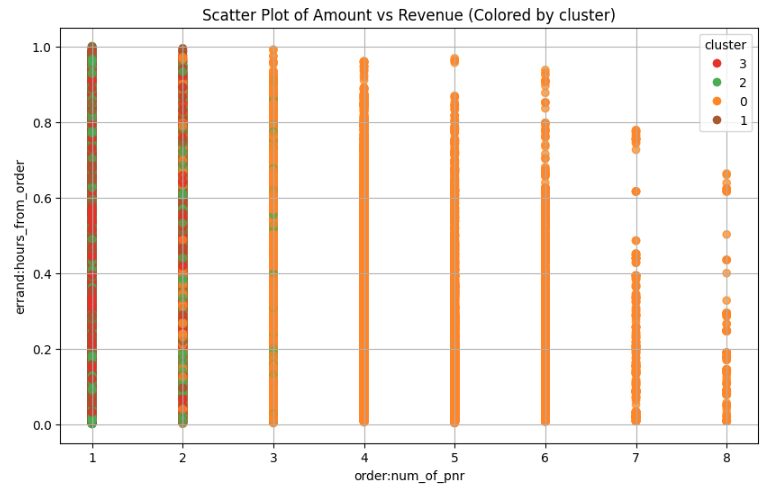 Scatter Plot of Amount vs Revenue (Colored by cluster)
cluster
3
2
0
1
errand:hours_from_order
1.0
0.8
0.6
0.4
0.2
0.0
1 2 3 4 5 6 7 8
order:num_of_pnr